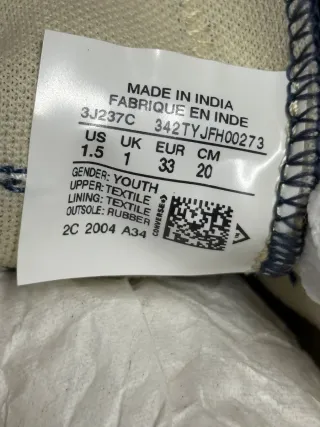 MADE IN INDIA
FABRIQUE EN INDE
3J237C 342TYJFH00273
US UK EUR CM
1.5 1 33 20
GENDER: YOUTH
UPPER: TEXTILE
LINING: TEXTILE
OUTSOLE: RUBBER
2C 2004 A34
CONVERSE